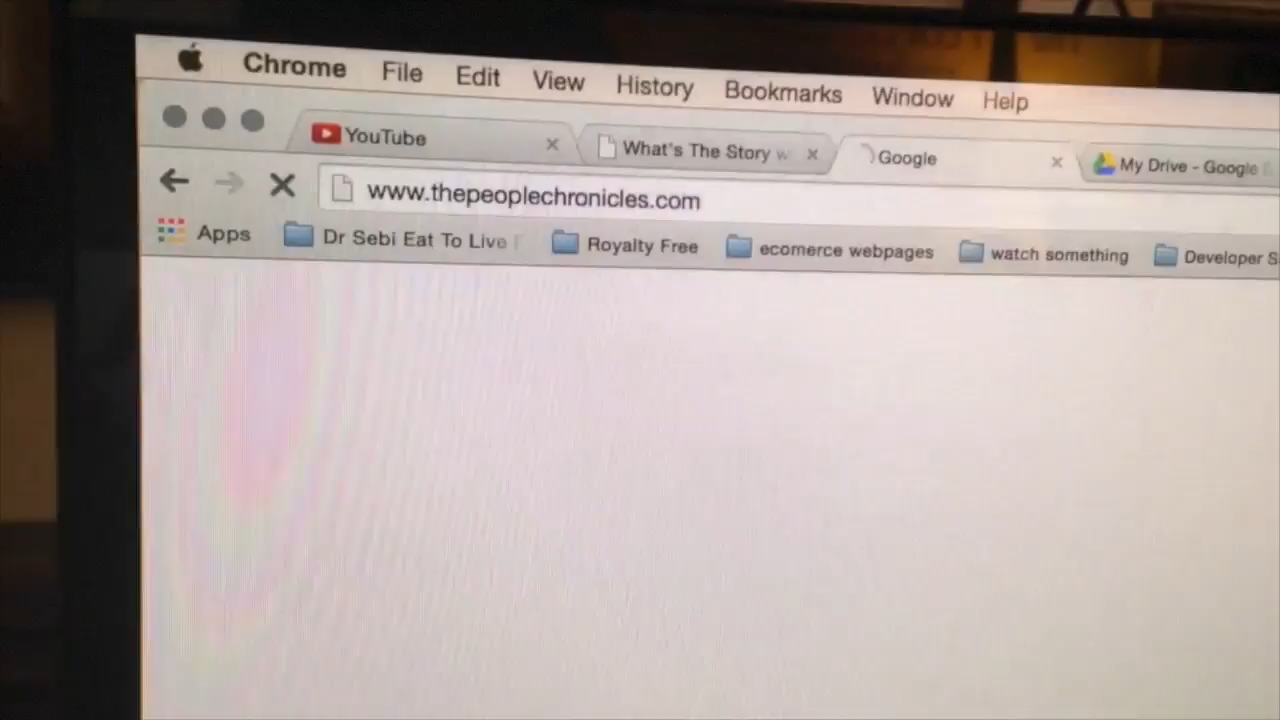 Chrome File Edit View History Bookmarks Window Help
YouTube What's The Story Google My Drive - Google
www.thepeoplechronicles.com
Apps Dr Sebi Eat To Live Royalty Free ecomerce webpages watch something Developer S